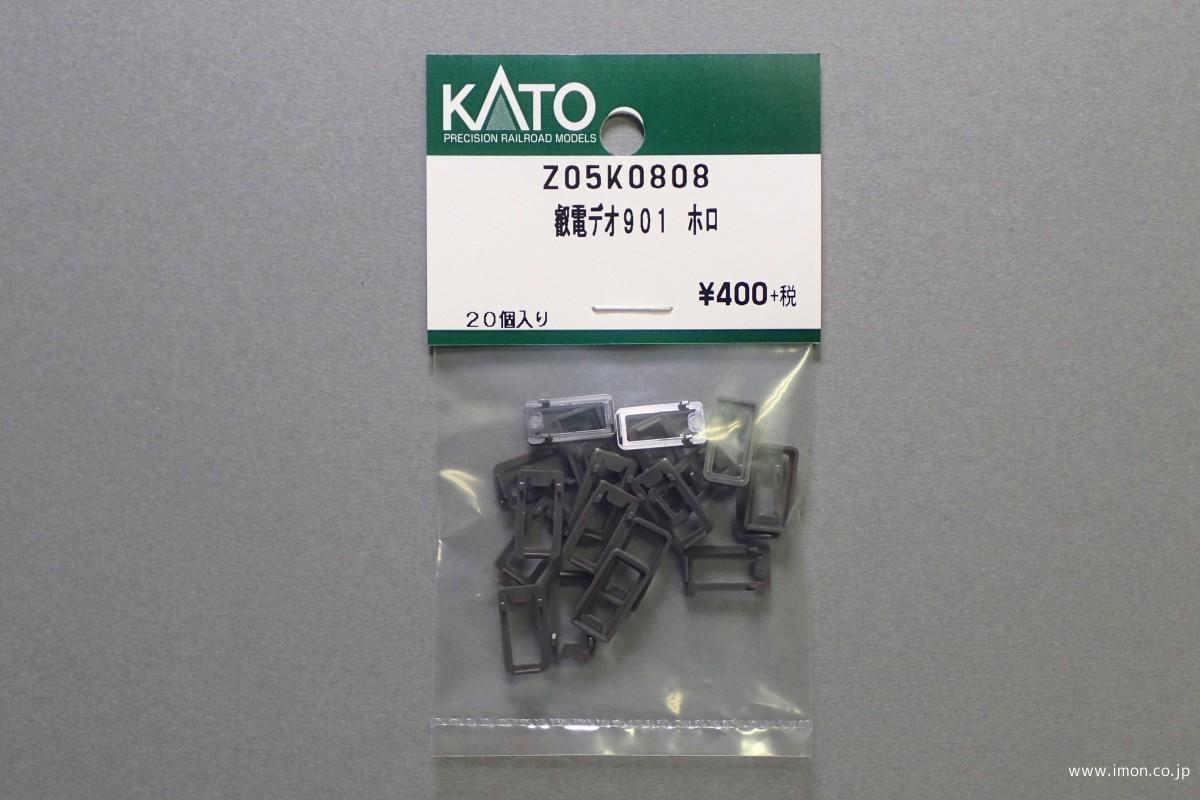 KATO
PRECISION RAILROAD MODELS
Z05K0808
叡電デオ901 ホロ
¥400+税
20個入り
www.imon.co.jp